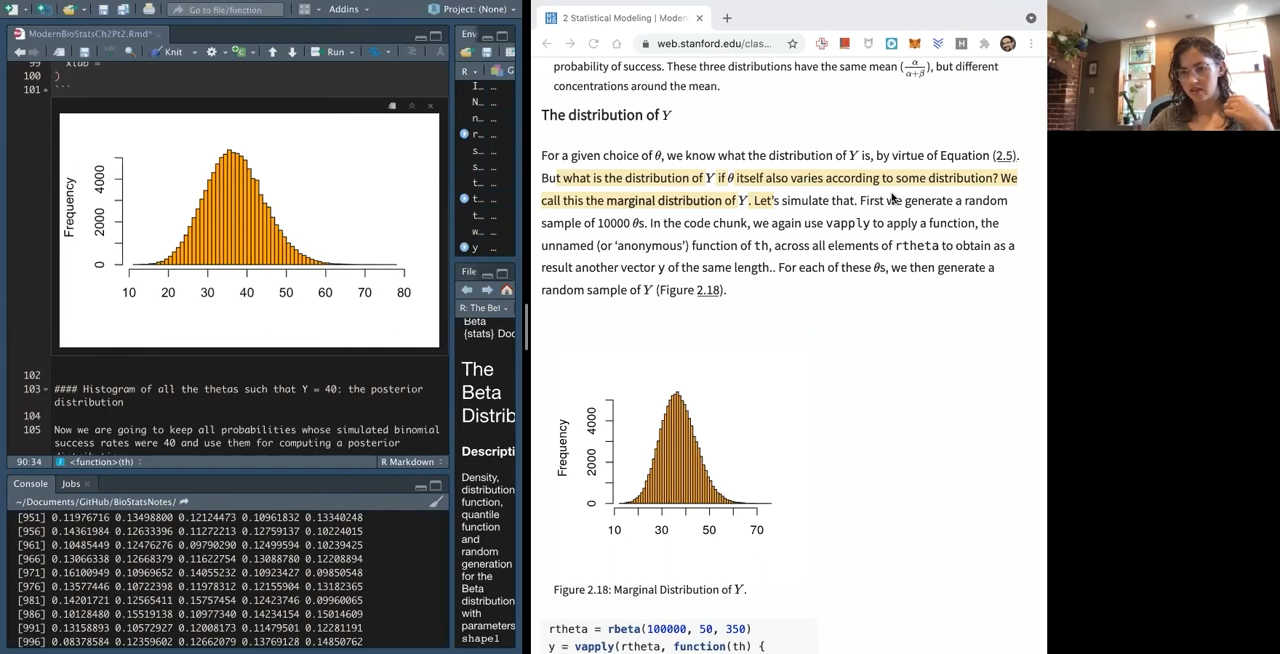 Go to file/function
Addins
Project: (None)
ModernBioStatsCh2Pt2.Rmd*
Knit
Run
99 xlab =
100 )
101 ```
Frequency
0 2000 4000
10 20 30 40 50 60 70 80
102
103 #### Histogram of all the thetas such that Y = 40: the posterior
distribution
104
105 Now we are going to keep all probabilities whose simulated binomial
success rates were 40 and use them for computing a posterior
90:34 <function>(th) R Markdown
Console Jobs
~/Documents/GitHub/BioStatsNotes/
[951] 0.11976716 0.13498800 0.12124473 0.10961832 0.13340248
[956] 0.14361984 0.12633396 0.11272213 0.12759137 0.10224015
[961] 0.10485449 0.12476276 0.09790290 0.12499594 0.10239425
[966] 0.13066338 0.12668379 0.11622754 0.13088780 0.12208894
[971] 0.16100949 0.10969652 0.14055232 0.10923427 0.09850548
[976] 0.13577446 0.10722398 0.11978312 0.12155904 0.13182365
[981] 0.14201721 0.12565411 0.15757454 0.12423746 0.09960065
[986] 0.10128480 0.15519138 0.10977340 0.14234154 0.15014609
[991] 0.13158893 0.10572927 0.12008173 0.11479501 0.12281191
[996] 0.08378584 0.12359602 0.12662079 0.13769128 0.14850762
Env
R
G
l…
N…
n…
r…
s…
s…
t…
t…
t…
w…
y
File
R: The Bet
Beta
{stats} Doc
The
Beta
Distrib
Descripti
Density,
distribution
function,
quantile
function
and
random
generation
for the
Beta
distribution
with
parameters
shape1
2 Statistical Modeling | Modern
web.stanford.edu/clas…
probability of success. These three distributions have the same mean (α/(α+β)), but different
concentrations around the mean.
The distribution of Y
For a given choice of θ, we know what the distribution of Y is, by virtue of Equation (2.5).
But what is the distribution of Y if θ itself also varies according to some distribution? We
call this the marginal distribution of Y. Let's simulate that. First we generate a random
sample of 10000 θs. In the code chunk, we again use vapply to apply a function, the
unnamed (or ‘anonymous’) function of th, across all elements of rtheta to obtain as a
result another vector y of the same length.. For each of these θs, we then generate a
random sample of Y (Figure 2.18).
Frequency
0 2000 4000
10 30 50 70
Figure 2.18: Marginal Distribution of Y.
rtheta = rbeta(100000, 50, 350)
y = vapply(rtheta, function(th) {